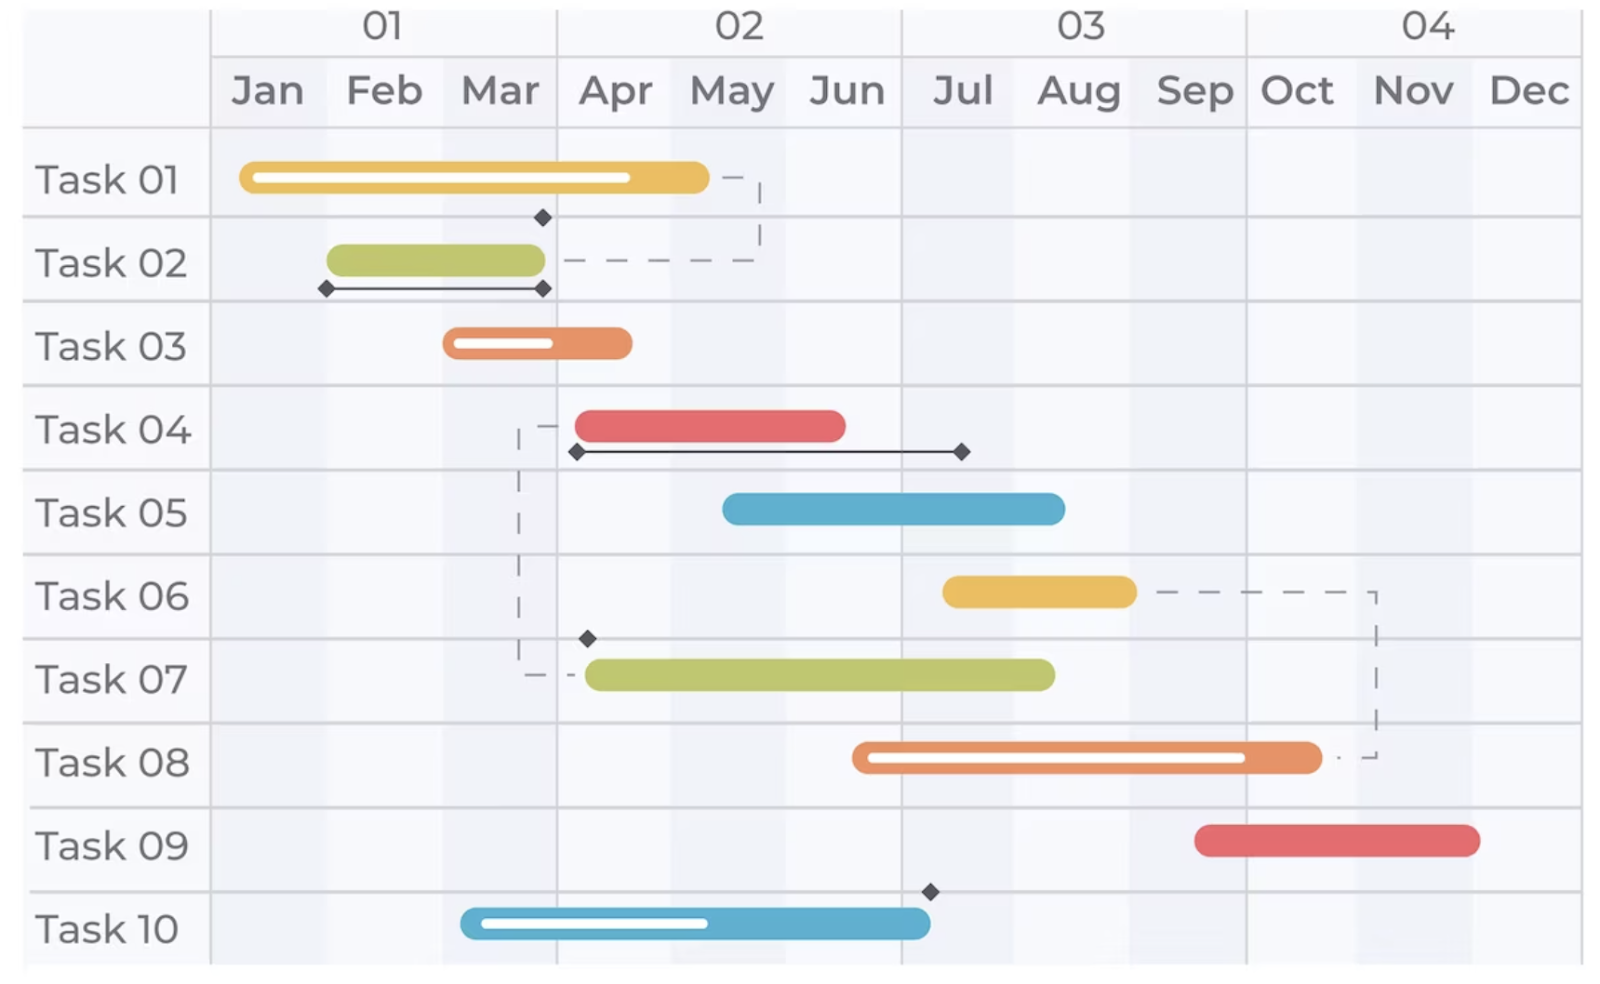 01 02 03 04
Jan Feb Mar Apr May Jun Jul Aug Sep Oct Nov Dec
Task 01
Task 02
Task 03
Task 04
Task 05
Task 06
Task 07
Task 08
Task 09
Task 10